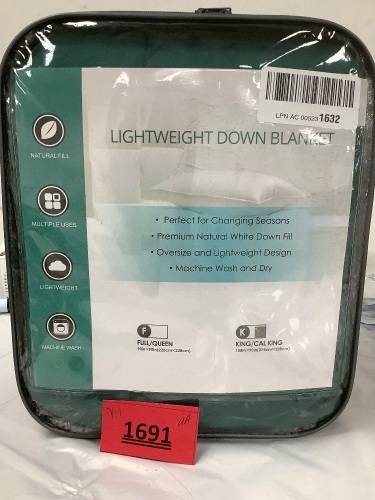 LPN AC 00523 1632
LIGHTWEIGHT DOWN BLANKET
NATURAL FILL
MULTIPLE USES
LIGHTWEIGHT
MACHINE WASH
• Perfect for Changing Seasons
• Premium Natural White Down Fill
• Oversize and Lightweight Design
• Machine Wash and Dry
F
FULL/QUEEN
K
KING/CAL KING
1691